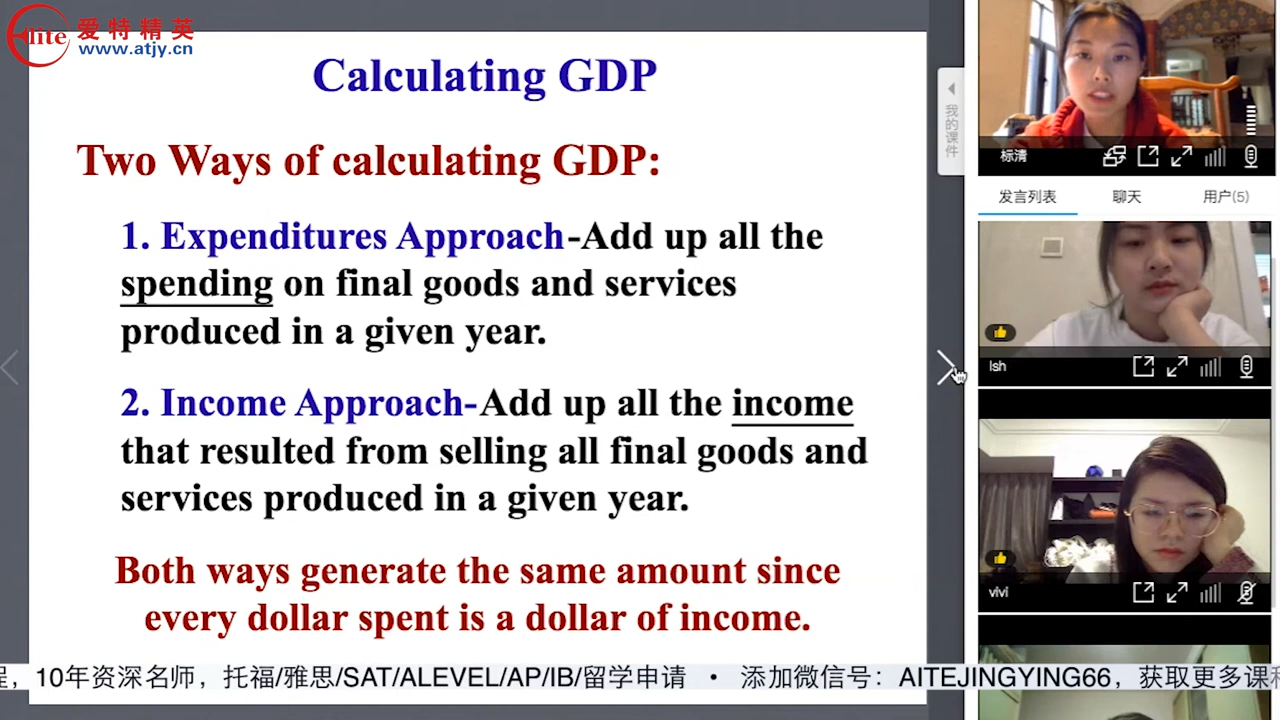 Elite 爱特精英
www.atjy.cn
Calculating GDP
Two Ways of calculating GDP:
1. Expenditures Approach-Add up all the
spending on final goods and services
produced in a given year.
2. Income Approach-Add up all the income
that resulted from selling all final goods and
services produced in a given year.
Both ways generate the same amount since
every dollar spent is a dollar of income.
我的课件
标清
发言列表 聊天 用户(5)
lsh
vivi
程，10年资深名师，托福/雅思/SAT/ALEVEL/AP/IB/留学申请 • 添加微信号：AITEJINGYING66，获取更多课程